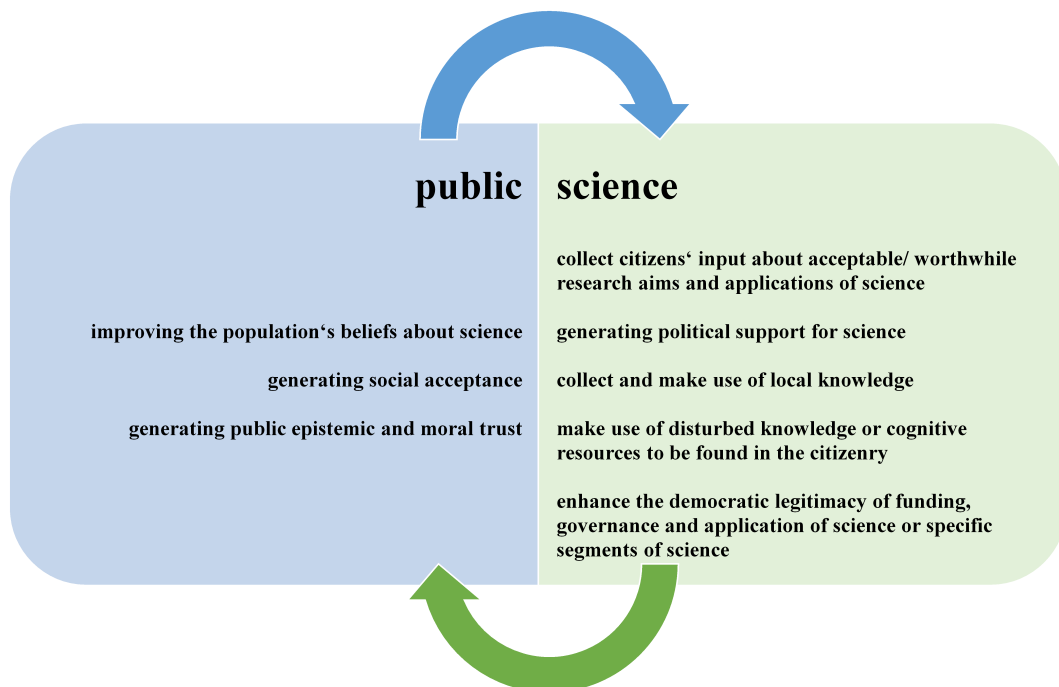 public
improving the population‘s beliefs about science
generating social acceptance
generating public epistemic and moral trust
science
collect citizens‘ input about acceptable/ worthwhile
research aims and applications of science
generating political support for science
collect and make use of local knowledge
make use of disturbed knowledge or cognitive
resources to be found in the citizenry
enhance the democratic legitimacy of funding,
governance and application of science or specific
segments of science